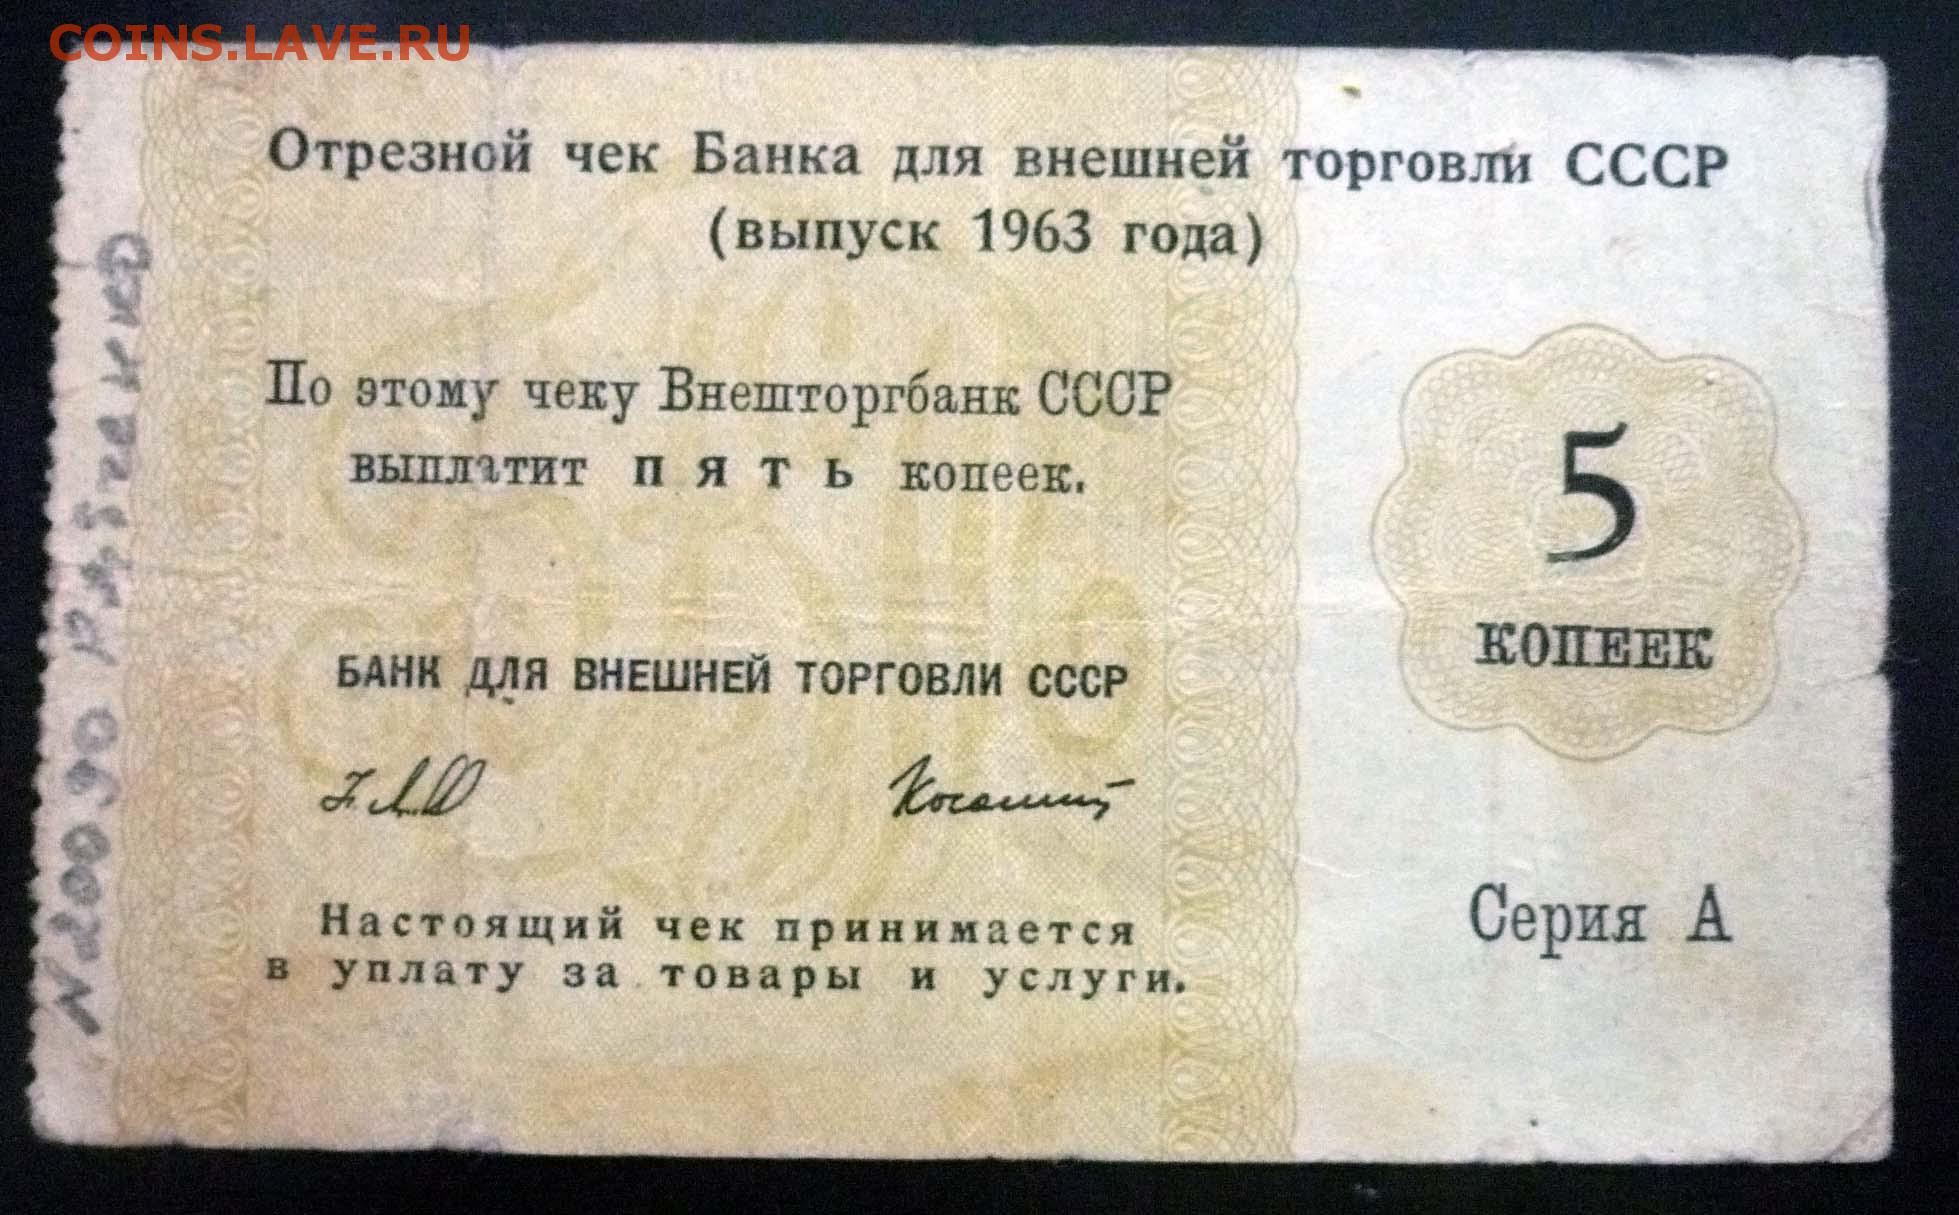 COINS.LAVE.RU
Отрезной чек Банка для внешней торговли СССР
(выпуск 1963 года)
По этому чеку Внешторгбанк СССР
выплатит пять копеек.
5
КОПЕЕК
БАНК ДЛЯ ВНЕШНЕЙ ТОРГОВЛИ СССР
Настоящий чек принимается
в уплату за товары и услуги.
Серия А
N 20090